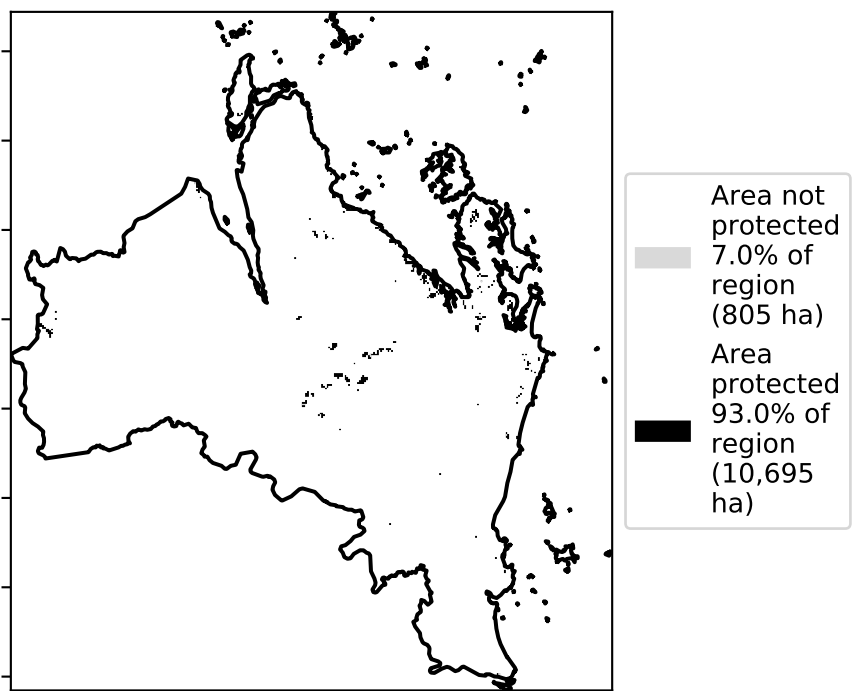 Area not
protected
7.0% of
region
(805 ha)
Area
protected
93.0% of
region
(10,695
ha)